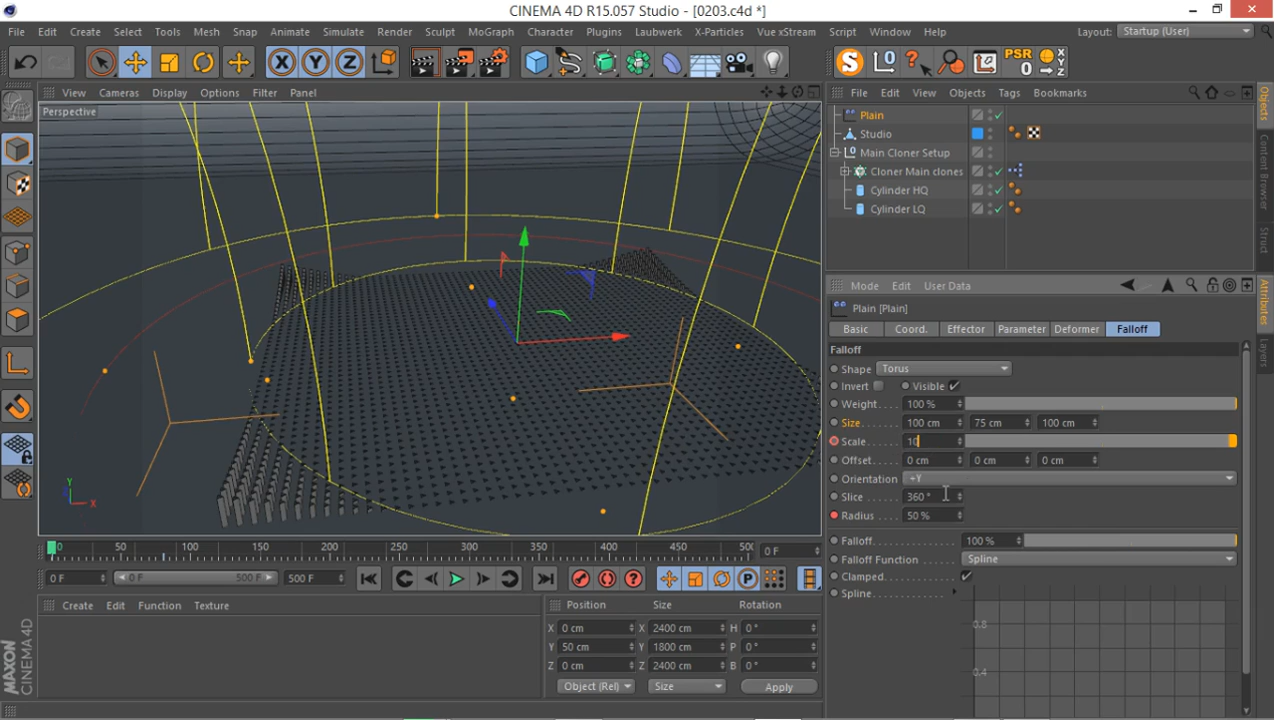 CINEMA 4D R15.057 Studio - [0203.c4d *]
File Edit Create Select Tools Mesh Snap Animate Simulate Render Sculpt MoGraph Character Plugins Laubwerk X-Particles Vue xStream Script Window Help Layout: Startup (User)
X Y Z PSR 0
View Cameras Display Options Filter Panel
File Edit View Objects Tags Bookmarks
Perspective
Plain
Studio
Main Cloner Setup
Cloner Main clones
Cylinder HQ
Cylinder LQ
Objects
Content Browser
Struct
Mode Edit User Data
Plain [Plain]
Basic Coord. Effector Parameter Deformer Falloff
Attributes
Layers
Falloff
Shape Torus
Invert Visible
Weight 100 %
Size 100 cm 75 cm 100 cm
Scale 10
Offset 0 cm 0 cm 0 cm
Orientation +Y
Slice 360 °
Radius 50 %
Falloff 100 %
Falloff Function Spline
Clamped
Spline
0.8
0.4
Y
X
0 50 100 150 200 250 300 350 400 450 500 0 F
0 F 0 F 500 F 500 F
P
Create Edit Function Texture
Position Size Rotation
X 0 cm X 2400 cm H 0 °
Y 50 cm Y 1800 cm P 0 °
Z 0 cm Z 2400 cm B 0 °
Object (Rel) Size Apply
MAXON
CINEMA 4D